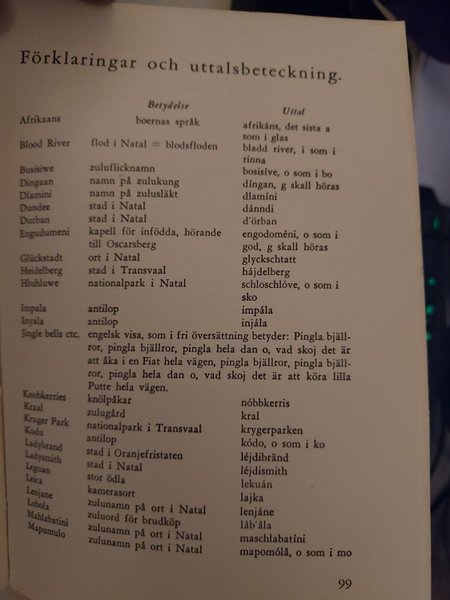 Förklaringar och uttalsbeteckning.
Betydelse Uttal
Afrikaans boernas språk afrikáns, det sista a
som i glas
Blood River flod i Natal = blodsfloden bladd river, i som i
rinna
Busisiwe zuluflicknamn bosisíve, o som i bo
Dingaan namn på zulukung díngan, g skall höras
Dlamini namn på zulusläkt dlamíni
Dundee stad i Natal dánndi
Durban stad i Natal d'örban
Engudumeni kapell för infödda, hörande engodoméni, o som i
till Oscarsberg god, g skall höras
Glückstadt ort i Natal glyckschtatt
Heidelberg stad i Transvaal hájdelberg
Hluhluwe nationalpark i Natal schloschlóve, o som i
sko
Impala antilop impála
Inyala antilop injála
Jingle bells etc. engelsk visa, som i fri översättning betyder: Pingla bjäll-
ror, pingla bjällror, pingla hela dan o, vad skoj det är
att åka i en Fiat hela vägen, pingla bjällror, pingla bjäll-
ror, pingla hela dan o, vad skoj det är att köra lilla
Putte hela vägen.
Knobkerries knölpåkar nóbbkerris
Kraal zulugård kral
Kruger Park nationalpark i Transvaal krygerparken
Kudu antilop kódo, o som i ko
Ladybrand stad i Oranjefristaten léjdibränd
Ladysmith stad i Natal léjdismith
Leguan stor ödla lekuán
Leica kamerasort lajka
Lenjane zulunamn på ort i Natal lenjáne
Lobola zuluord för brudköp låb'åla
Mahlabatini zulunamn på ort i Natal maschlabatíni
Mapumulo zulunamn på ort i Natal mapomólå, o som i mo
99